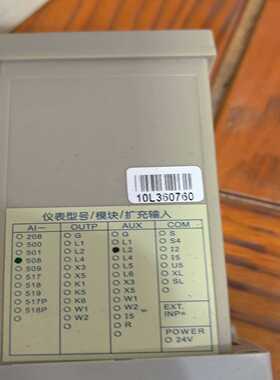 10L360760
仪表型号/模块/扩充输入
AI— OUTP AUX COM
208 G G S
500 L1 L1 S4
501 L2 L2 I2
508 L4 L4 I5
509 X3 L5 U5
517 X5 L6 XL
518 K1 X3 SL
519 K5 X5
517P K6 W1
518P W1 W2
W2 I5
R
EXT.
INP=
POWER
24V